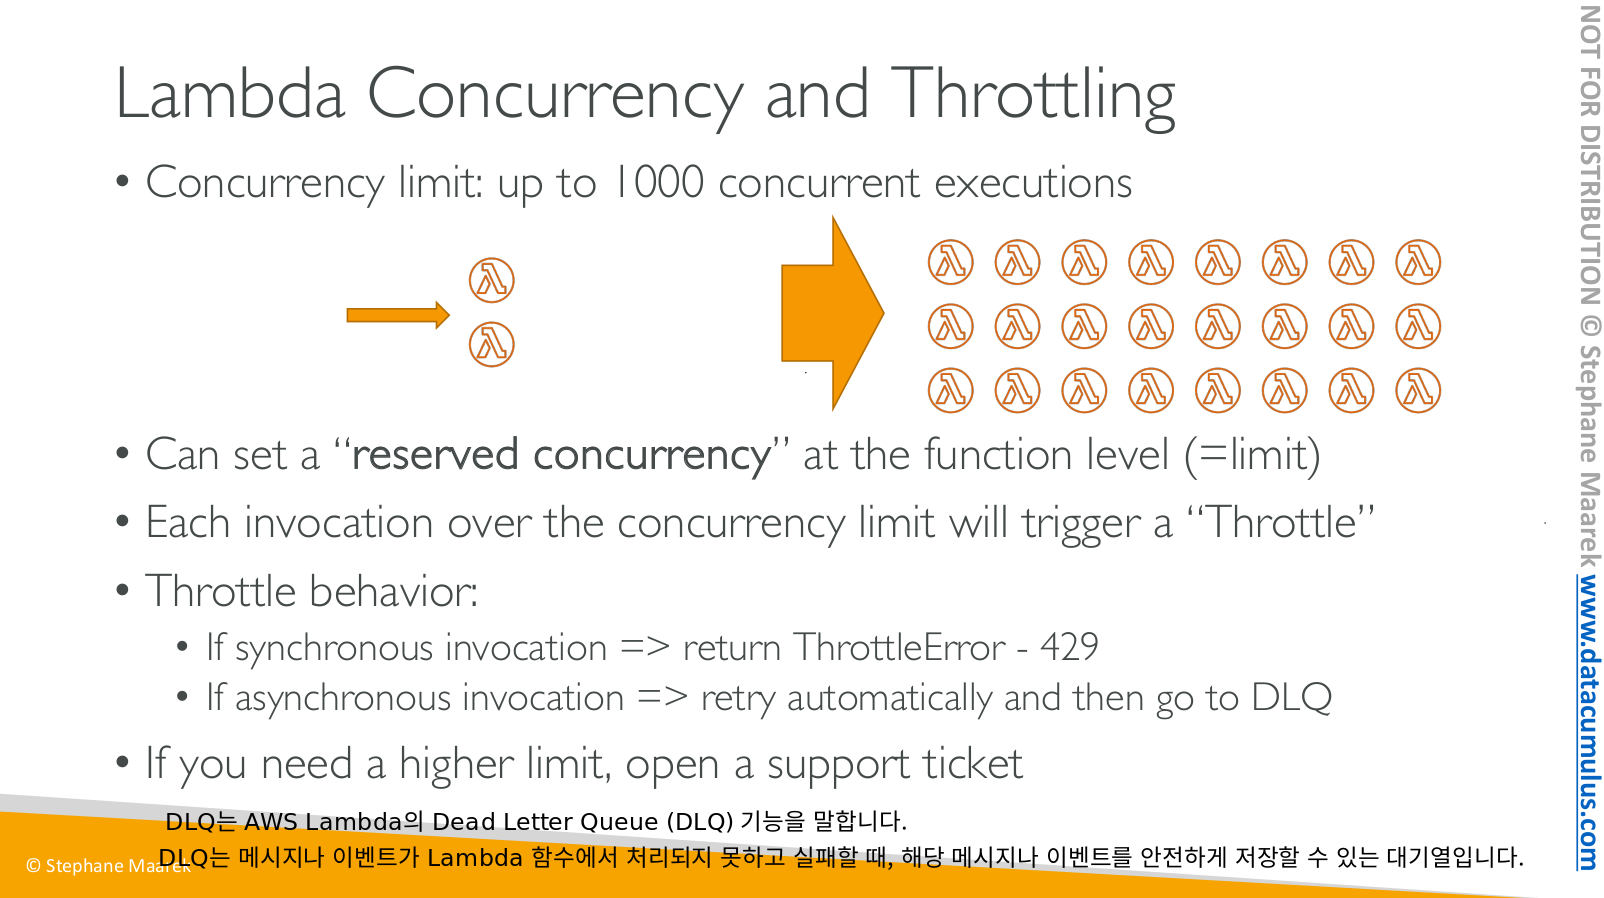 Lambda Concurrency and Throttling
• Concurrency limit: up to 1000 concurrent executions
• Can set a “reserved concurrency” at the function level (=limit)
• Each invocation over the concurrency limit will trigger a “Throttle”
• Throttle behavior:
• If synchronous invocation => return ThrottleError - 429
• If asynchronous invocation => retry automatically and then go to DLQ
• If you need a higher limit, open a support ticket
DLQ는 AWS Lambda의 Dead Letter Queue (DLQ) 기능을 말합니다.
DLQ는 메시지나 이벤트가 Lambda 함수에서 처리되지 못하고 실패할 때, 해당 메시지나 이벤트를 안전하게 저장할 수 있는 대기열입니다.
© Stephane Maarek
NOT FOR DISTRIBUTION © Stephane Maarek www.datacumulus.com